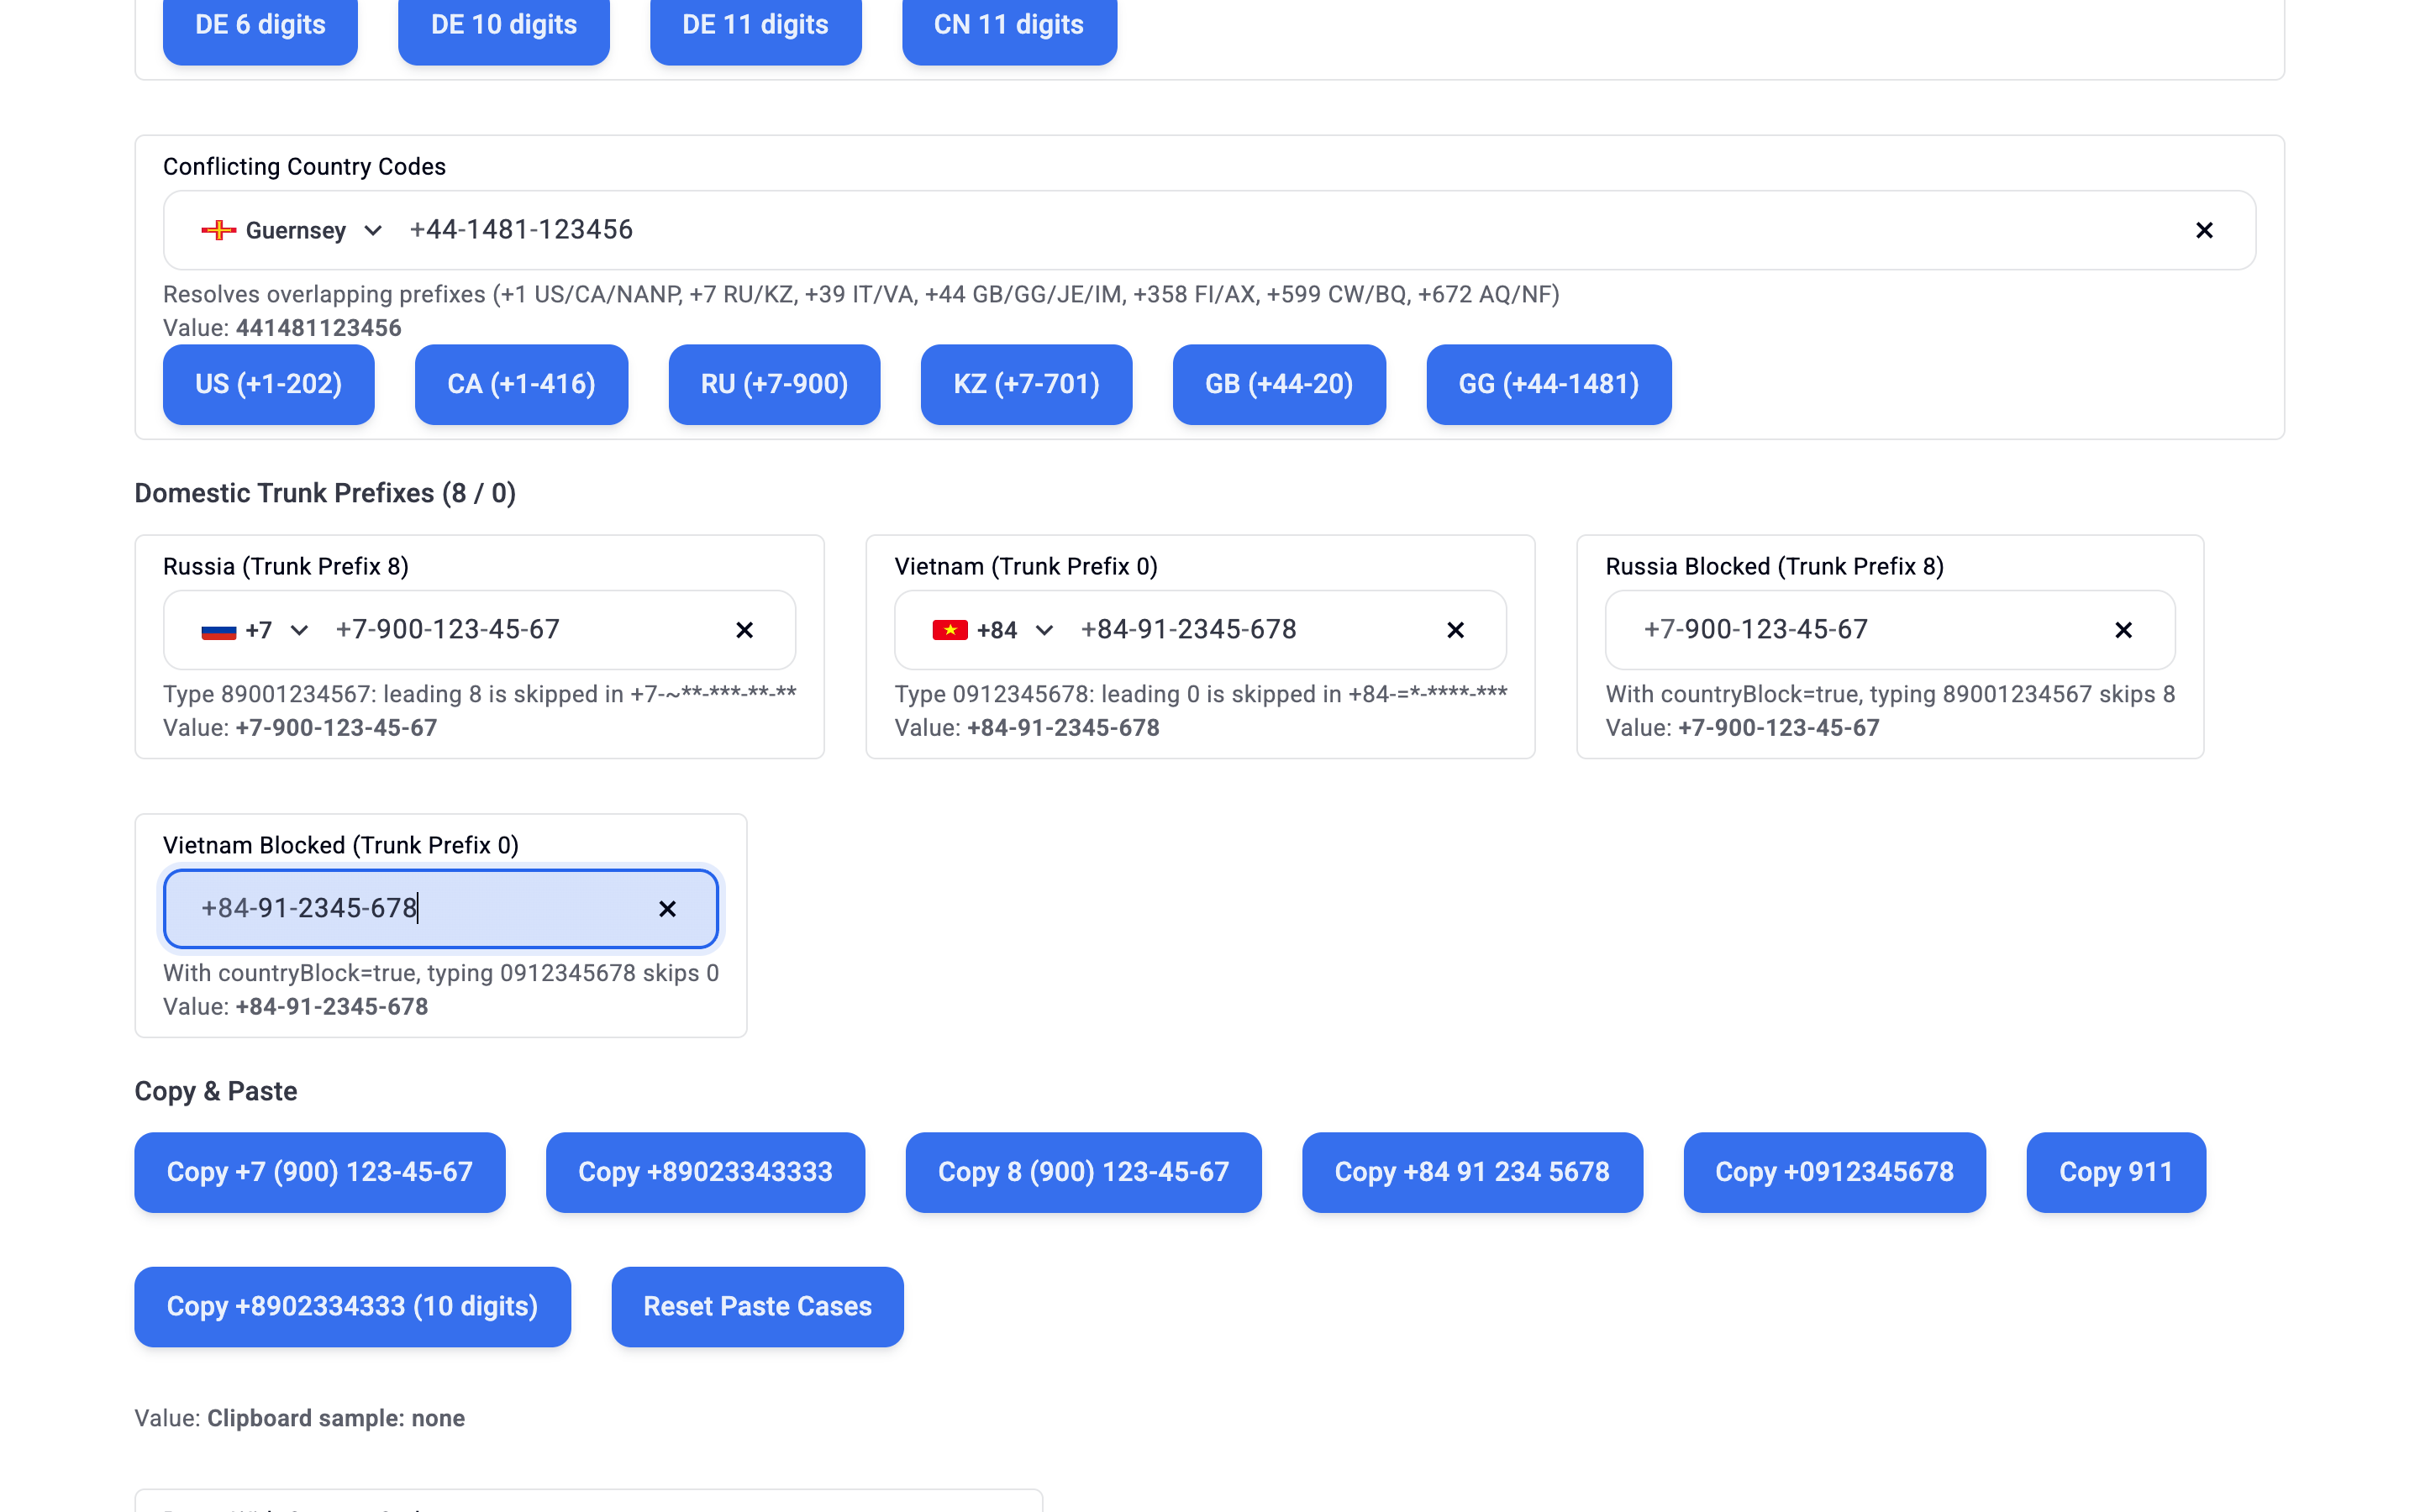 DE 6 digits
DE 10 digits
DE 11 digits
CN 11 digits
Conflicting Country Codes
Guernsey
+44-1481-123456
Resolves overlapping prefixes (+1 US/CA/NANP, +7 RU/KZ, +39 IT/VA, +44 GB/GG/JE/IM, +358 FI/AX, +599 CW/BQ, +672 AQ/NF)
Value: 441481123456
US (+1-202)
CA (+1-416)
RU (+7-900)
KZ (+7-701)
GB (+44-20)
GG (+44-1481)
Domestic Trunk Prefixes (8 / 0)
Russia (Trunk Prefix 8)
+7
+7-900-123-45-67
Type 89001234567: leading 8 is skipped in +7-~**-***-**-**
Value: +7-900-123-45-67
Vietnam (Trunk Prefix 0)
+84
+84-91-2345-678
Type 0912345678: leading 0 is skipped in +84-=*-****-***
Value: +84-91-2345-678
Russia Blocked (Trunk Prefix 8)
+7-900-123-45-67
With countryBlock=true, typing 89001234567 skips 8
Value: +7-900-123-45-67
Vietnam Blocked (Trunk Prefix 0)
+84-91-2345-678
With countryBlock=true, typing 0912345678 skips 0
Value: +84-91-2345-678
Copy & Paste
Copy +7 (900) 123-45-67
Copy +89023343333
Copy 8 (900) 123-45-67
Copy +84 91 234 5678
Copy +0912345678
Copy 911
Copy +8902334333 (10 digits)
Reset Paste Cases
Value: Clipboard sample: none